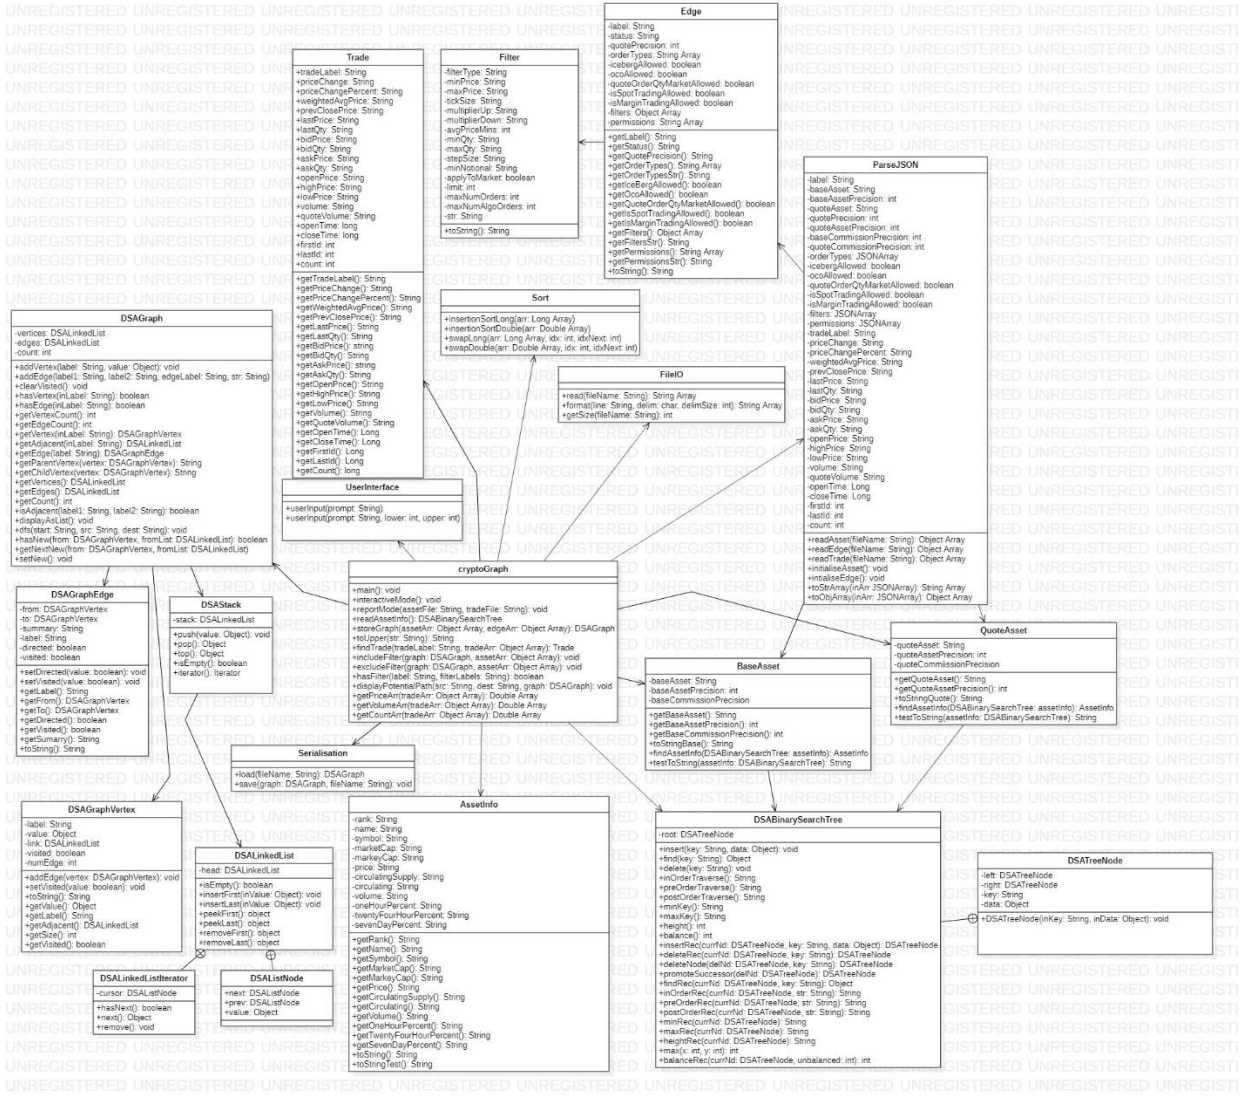 Edge
-label: String
-status: String
-quotePrecision: int
-orderTypes: String Array
-icebergAllowed: boolean
-ocoAllowed: boolean
-quoteOrderQtyMarketAllowed: boolean
-isSpotTradingAllowed: boolean
-isMarginTradingAllowed: boolean
-filters: Object Array
-permissions: String Array
+getLabel(): String
+getStatus(): String
+getQuotePrecision(): String
+getOrderTypes(): String Array
+getOrderTypesStr(): String
+getIceBergAllowed(): boolean
+getOcoAllowed(): boolean
+getQuoteOrderQtyMarketAllowed(): boolean
+getIsSpotTradingAllowed(): boolean
+getIsMarginTradingAllowed(): boolean
+getFilters(): Object Array
+getFiltersStr(): String
+getPermissions(): String Array
+getPermissionsStr(): String
+toString(): String
Trade
+tradeLabel: String
+priceChange: String
+priceChangePercent: String
+weightedAvgPrice: String
+prevClosePrice: String
+lastPrice: String
+lastQty: String
+bidPrice: String
+bidQty: String
+askPrice: String
+askQty: String
+openPrice: String
+highPrice: String
+lowPrice: String
+volume: String
+quoteVolume: String
+openTime: long
+closeTime: long
+firstId: int
+lastId: int
+count: int
+getTradeLabel(): String
+getPriceChange(): String
+getPriceChangePercent(): String
+getWeightedAvgPrice(): String
+getPrevClosePrice(): String
+getLastPrice(): String
+getLastQty(): String
+getBidPrice(): String
+getBidQty(): String
+getAskPrice(): string
+getAskQty(): String
+getOpenPrice(): String
+getHighPrice(): String
+getLowPrice(): String
+getVolume(): String
+getQuoteVolume(): String
+getOpenTime(): Long
+getCloseTime(): Long
+getFirstId(): Long
+getLastId(): Long
+getCount(): long
Filter
-filterType: String
-minPrice: String
-maxPrice: String
-tickSize: String
-multiplierUp: String
-multiplierDown: String
-avgPriceMins: int
-minQty: String
-maxQty: String
-stepSize: String
-minNotional: String
-applyToMarket: boolean
-limit: int
-maxNumOrders: int
-maxNumAlgoOrders: int
-str: String
+toString(): String
ParseJSON
-label: String
-baseAsset: String
-baseAssetPrecision: int
-quoteAsset: String
-quotePrecision: int
-quoteAssetPrecision: int
-baseCommissionPrecision: int
-quoteCommissionPrecision: int
-orderTypes: JSONArray
-icebergAllowed: boolean
-ocoAllowed: boolean
-quoteOrderQtyMarketAllowed: boolean
-isSpotTradingAllowed: boolean
-isMarginTradingAllowed: boolean
-filters: JSONArray
-permissions: JSONArray
-tradeLabel: String
-priceChange: String
-priceChangePercent: String
-weightedAvgPrice: String
-prevClosePrice: String
-lastPrice: String
-lastQty: String
-bidPrice: String
-bidQty: String
-askPrice: String
-askQty: String
-openPrice: String
-highPrice: String
-lowPrice: String
-volume: String
-quoteVolume: String
-openTime: Long
-closeTime: Long
-firstId: int
-lastId: int
-count: int
+readAsset(fileName: String): Object Array
+readEdge(fileName: String): Object Array
+readTrade(fileName: String): Object Array
+initialiseAsset(): void
+intialiseEdge(): void
+toStrArray(inArr JSONArray): String Array
+toObjArray(inArr: JSONArray): Object Array
Sort
+insertionSortLong(arr: Long Array)
+insertionSortDouble(arr: Double Array)
+swapLong(arr: Long Array, idx: int, idxNext: int)
+swapDouble(arr: Double Array, idx: int, idxNext: int)
FileIO
+read(fileName: String): String Array
+format(line: String, delim: char, delimSize: int): String Array
+getSize(fileName: String): int
DSAGraph
-vertices: DSALinkedList
-edges: DSALinkedList
-count: int
+addVertex(label: String, value: Object): void
+addEdge(label1: String, label2: String, edgeLabel: String, str: String)
+clearVisited(): void
+hasVertex(inLabel: String): boolean
+hasEdge(inLabel: String): boolean
+getVertexCount(): int
+getEdgeCount(): int
+getVertex(inLabel: String): DSAGraphVertex
+getAdjacent(inLabel: String): DSALinkedList
+getEdge(label: String): DSAGraphEdge
+getParentVertex(vertex: DSAGraphVertex): String
+getChildVertex(vertex: DSAGraphVertex): String
+getVertices(): DSALinkedList
+getEdges(): DSALinkedList
+getCount(): int
+isAdjacent(label1: String, label2: String): boolean
+displayAsList(): void
+dfs(start: String, src: String, dest: String): void
+hasNew(from: DSAGraphVertex, fromList: DSALinkedList): boolean
+getNextNew(from: DSAGraphVertex, fromList: DSALinkedList)
+setNew(): void
UserInterface
+userInput(prompt: String)
+userInput(prompt: String, lower: int, upper: int)
cryptoGraph
+main(): void
+interactiveMode(): void
+reportMode(assetFile: String, tradeFile: String): void
+readAssetInfo(): DSABinarySearchTree
+storeGraph(assetArr: Object Array, edgeArr: Object Array): DSAGraph
+toUpper(str: String): String
+findTrade(tradeLabel: String, tradeArr: Object Array): Trade
+includeFilter(graph: DSAGraph, assetArr: Object Array): void
+excludeFilter(graph: DSAGraph, assetArr: Object Array): void
+hasFilter(label: String, filterLabels: String): boolean
+displayPotentialPath(src: String, dest: String, graph: DSAGraph): void
+getPriceArr(tradeArr: Object Array): Double Array
+getVolumeArr(tradeArr: Object Array): Double Array
+getCountArr(tradeArr: Object Array): Double Array
DSAGraphEdge
-from: DSAGraphVertex
-to: DSAGraphVertex
-summary: String
-label: String
-directed: boolean
-visited: boolean
+setDirected(value: boolean): void
+setVisited(value: boolean): void
+getLabel(): String
+getFrom(): DSAGraphVertex
+getTo(): DSAGraphVertex
+getDirected(): boolean
+getVisited(): boolean
+getSumarry(): String
+toString(): String
DSAStack
-stack: DSALinkedList
+push(value: Object): void
+pop(): Object
+top(): Object
+isEmpty(): boolean
+iterator(): Iterator
QuoteAsset
-quoteAsset: String
-quoteAssetPrecision: int
-quoteCommiissionPrecision
+getQuoteAsset(): String
+getQuoteAssetPrecision(): int
+toStringQuote(): String
+findAssetInfo(DSABinarySearchTree: assetInfo): AssetInfo
+testToString(assetInfo: DSABinarySearchTree): String
BaseAsset
-baseAsset: String
-baseAssetPrecision: int
-baseCommissionPrecision
+getBaseAsset(): String
+getBaseAssetPrecision(): int
+getBaseCommissionPrecision(): int
+toStringBase(): String
+findAssetInfo(DSABinarySearchTree: assetInfo): AssetInfo
+testToString(assetInfo: DSABinarySearchTree): String
Serialisation
+load(fileName: String): DSAGraph
+save(graph: DSAGraph, fileName: String): void
DSAGraphVertex
-label: String
-value: Object
-link: DSALinkedList
-visited: boolean
-numEdge: int
+addEdge(vertex: DSAGraphVertex): void
+setVisited(value: boolean): void
+toString(): String
+getValue(): Object
+getLabel(): String
+getAdjacent(): DSALinkedList
+getSize(): int
+getVisited(): boolean
DSALinkedList
-head: DSALinkedList
+isEmpty(): boolean
+insertFirst(inValue: Object): void
+insertLast(inValue: Object): void
+peekFirst(): object
+peekLast(): object
+removeFirst(): object
+removeLast(): object
DSALinkedListIterator
-cursor: DSAListNode
+hasNext(): boolean
+next(): Object
+remove(): void
DSAListNode
+next: DSAListNode
+prev: DSAListNode
+value: Object
AssetInfo
-rank: String
-name: String
-symbol: String
-marketCap: String
-markeyCap: String
-price: String
-circulatingSupply: String
-circulating: String
-volume: String
-oneHourPercent: String
-twentyFourHourPercent: String
-sevenDayPercent: String
+getRank(): String
+getName(): String
+getSymbol(): String
+getMarketCap(): String
+getMarkeyCap(): String
+getPrice(): String
+getCirculatingSupply(): String
+getCirculating(): String
+getVolume(): String
+getOneHourPercent(): String
+getTwentyFourHourPercent(): String
+getSevenDayPercent(): String
+toString(): String
+toStringTest(): String
DSABinarySearchTree
-root: DSATreeNode
+insert(key: String, data: Object): void
+find(key: String): Object
+delete(key: String): void
+inOrderTraverse(): String
+preOrderTraverse(): String
+postOrderTraverse(): String
+minKey(): String
+maxKey(): String
+height(): int
+balance(): int
+insertRec(currNd: DSATreeNode, key: String, data: Object): DSATreeNode
+deleteRec(currNd: DSATreeNode, key: String): DSATreeNode
+deleteNode(delNd: DSATreeNode, key: String): DSATreeNode
+promoteSuccessor(delNd: DSATreeNode): DSATreeNode
+findRec(currNd: DSATreeNode, key: String): Object
+inOrderRec(currNd: DSATreeNode, str: String): String
+preOrderRec(currNd: DSATreeNode, str: String): String
+postOrderRec(currNd: DSATreeNode, str: String): String
+minRec(currNd: DSATreeNode): String
+maxRec(currNd: DSATreeNode): String
+heightRec(currNd: DSATreeNode): String
+max(x: int, y: int): int
+balanceRec(currNd: DSATreeNode, unbalanced: int): int
DSATreeNode
-left: DSATreeNode
-right: DSATreeNode
-key: String
-data: Object
+DSATreeNode(inKey: String, inData: Object): void